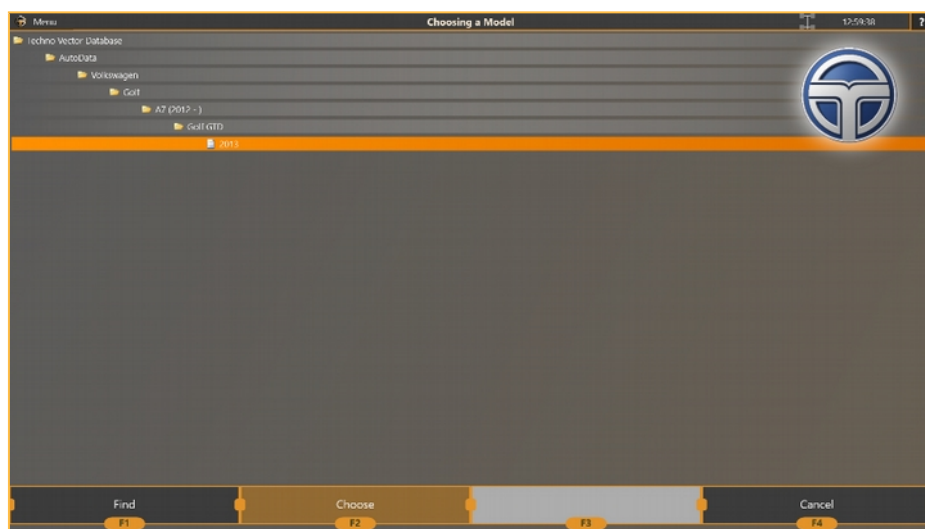 Menu
Choosing a Model
12:59:38
?
Techno Vector Database
AutoData
Volkswagen
Golf
A7 (2012 - )
Golf GTD
2013
Find
Choose
Cancel
F1
F2
F3
F4